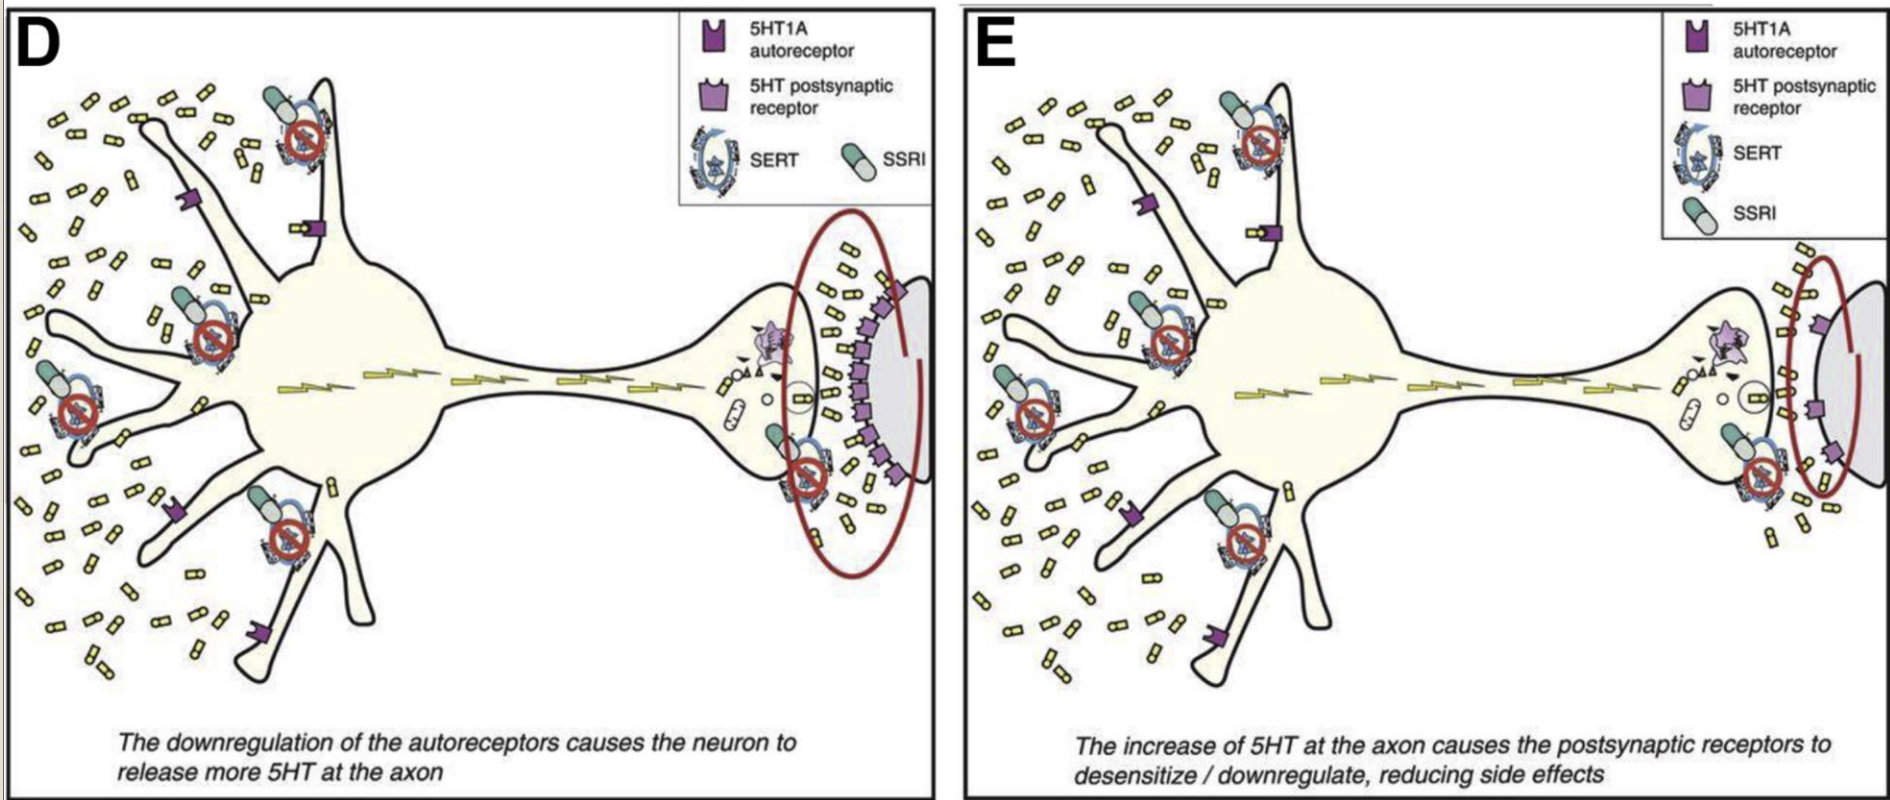 D
5HT1A
autoreceptor
5HT postsynaptic
receptor
SERT
SSRI
The downregulation of the autoreceptors causes the neuron to
release more 5HT at the axon
E
5HT1A
autoreceptor
5HT postsynaptic
receptor
SERT
SSRI
The increase of 5HT at the axon causes the postsynaptic receptors to
desensitize / downregulate, reducing side effects